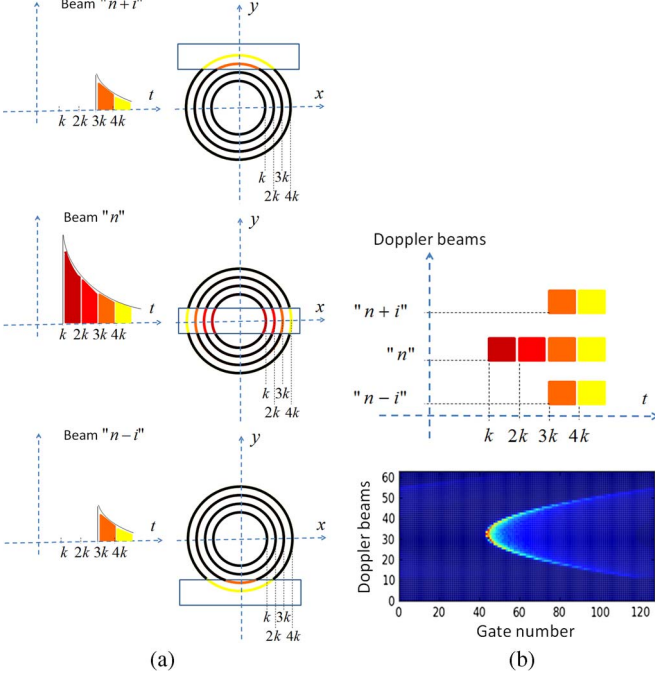 Beam "n+i"
y
t
k 2k 3k 4k
x
k 3k
2k 4k
Beam "n"
y
t
k 2k 3k 4k
x
k 3k
2k 4k
Beam "n−i"
y
t
k 2k 3k 4k
x
k 3k
2k 4k
(a)
Doppler beams
"n+i"
"n"
"n−i"
t
k 2k 3k 4k
Doppler beams
60
50
40
30
20
10
0
0 20 40 60 80 100 120
Gate number
(b)